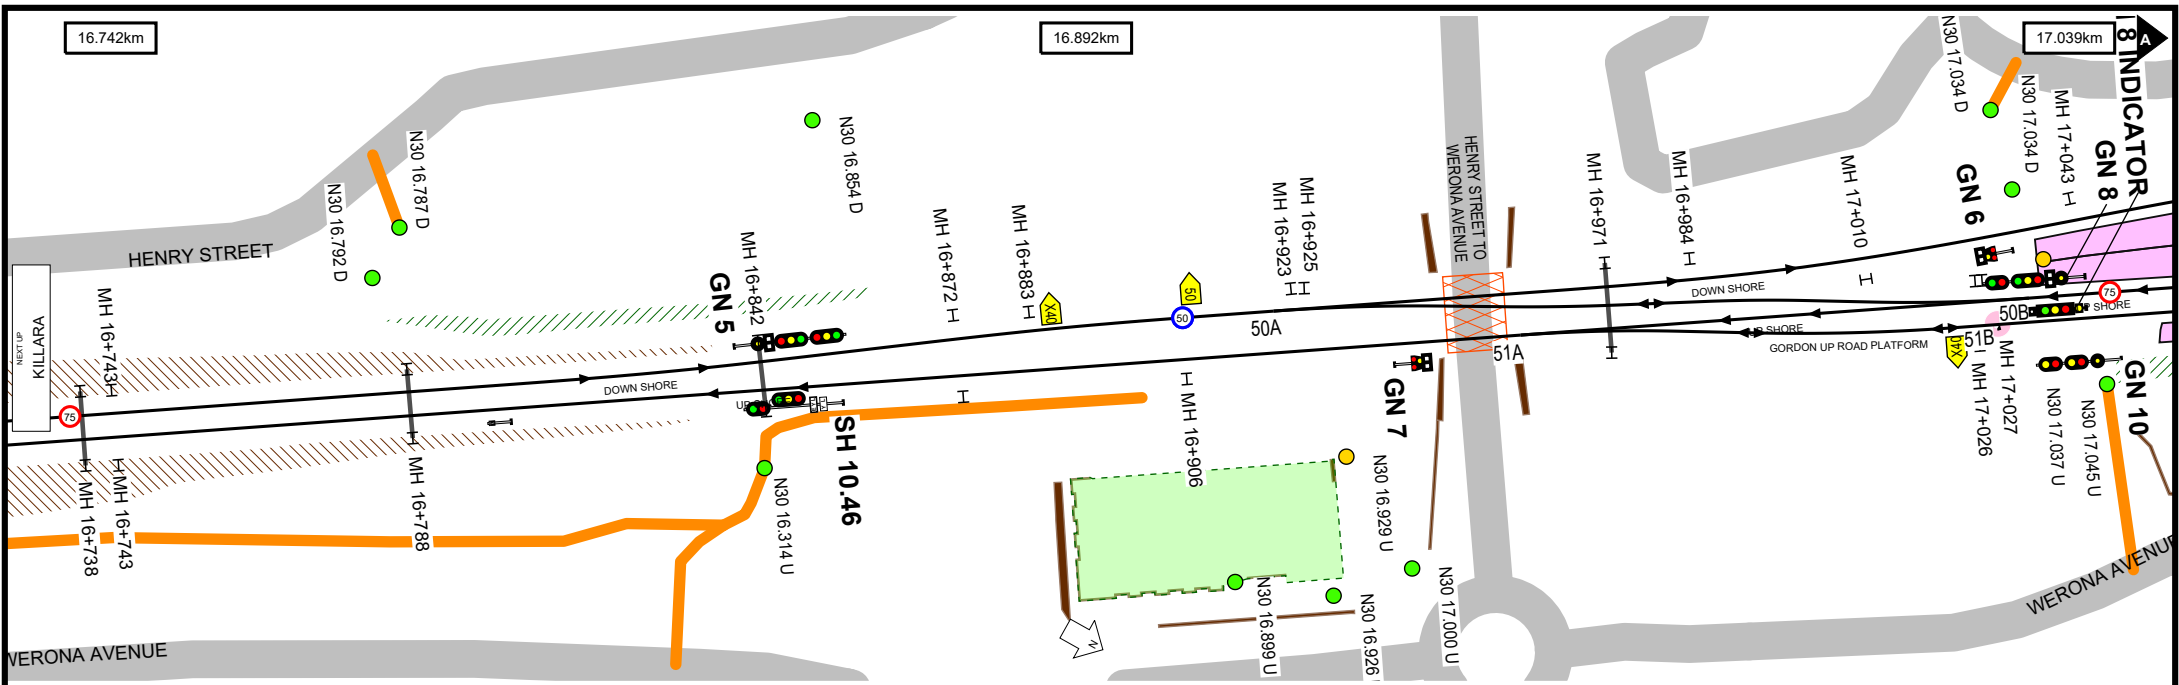 16.742km
16.892km
17.039km
A
HENRY STREET
N30 16.792 D
N30 16.787 D
N30 16.854 D
NEXT UP
KILLARA
MH 16+743
MH 16+738
MH 16+743
75
MH 16+788
DOWN SHORE
GN 5
MH 16+842
SH 10.46
N30 16.314 U
MH 16+872
MH 16+883
X40
50
50
MH 16+906
50A
MH 16+923
MH 16+925
HENRY STREET TO
WERONA AVENUE
GN 7
51A
N30 16.929 U
N30 16.899 U
N30 16.926
N30 17.000 U
MH 16+971
MH 16+984
DOWN SHORE
UP SHORE
GORDON UP ROAD PLATFORM
MH 17+010
GN 6
N30 17.034 D
N30 17.034 D
MH 17+043
GN 8
18 INDICATOR
75
50B
UP SHORE
51B
X40
MH 17+026
MH 17+027
N30 17.037 U
N30 17.045 U
GN 10
WERONA AVENUE
WERONA AVENUE
N